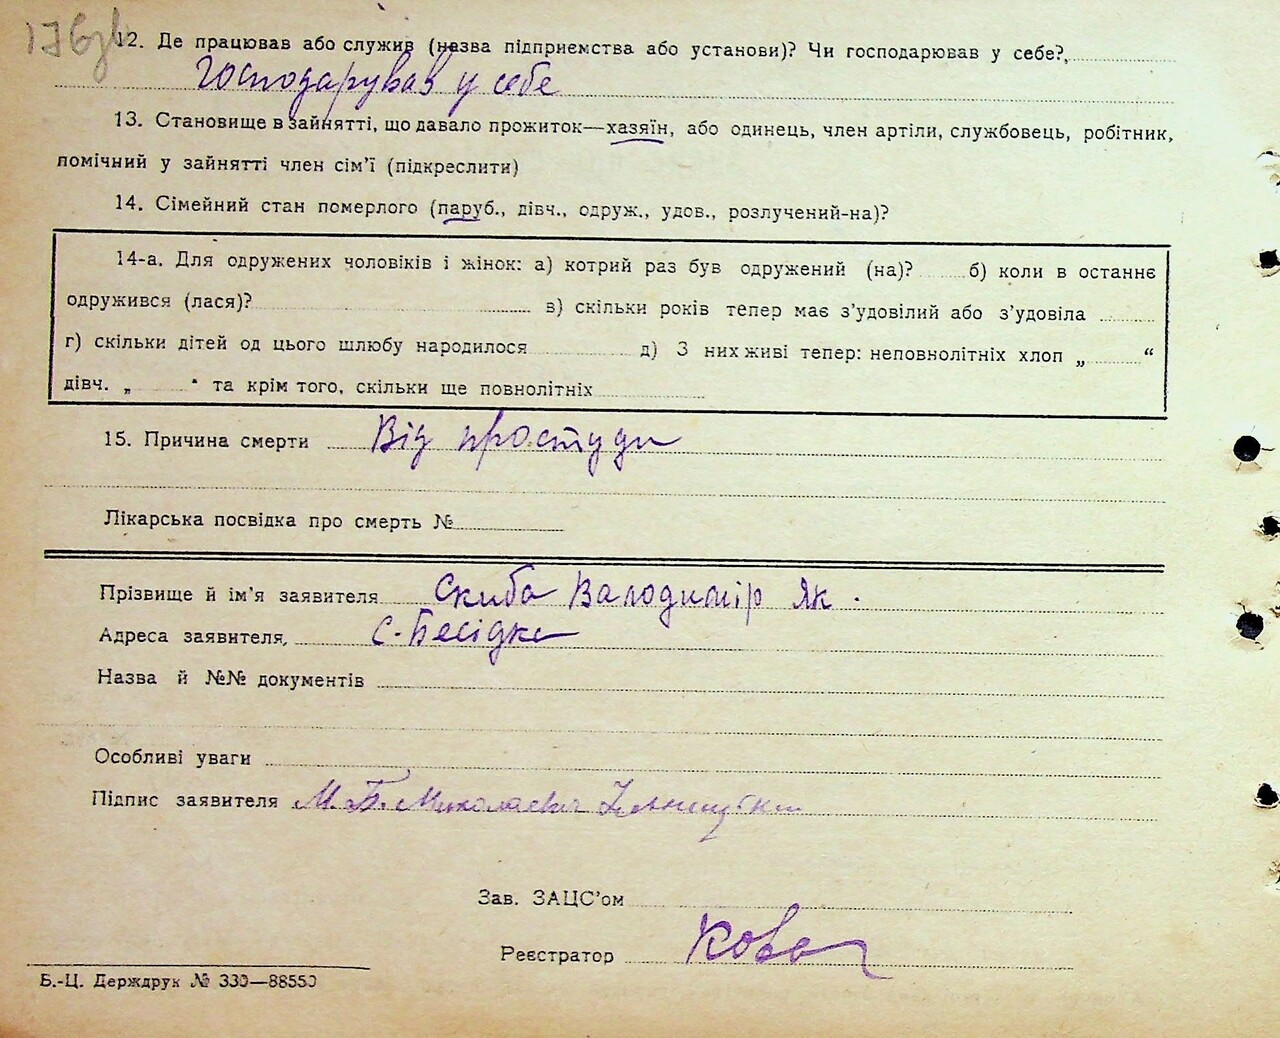 176зв
12. Де працював або служив (назва підприємства або установи)? Чи господарював у себе?,
Господарував у себе
13. Становище в зайнятті, що давало прожиток—хазяїн, або одинець, член артіли, службовець, робітник,
помічний у зайнятті член сім'ї (підкреслити)
14. Сімейний стан померлого (паруб., дівч., одруж., удов., розлучений-на)?
14-а. Для одружених чоловіків і жінок: а) котрий раз був одружений (на)? б) коли в останнє
одружився (лася)? в) скільки років тепер має з'удовілий або з'удовіла
г) скільки дітей од цього шлюбу народилося д) З них живі тепер: неповнолітніх хлоп „ “
дівч. „ “ та крім того, скільки ще повнолітніх
15. Причина смерти Від простуди
Лікарська посвідка про смерть №
Прізвище й ім'я заявителя Скиба Валодимір Як.
Адреса заявителя, с. Бесідка
Назва й №№ документів
Особливі уваги
Підпис заявителя
Зав. ЗАЦС'ом
Реєстратор Кова
Б.-Ц. Держдрук № 330—88550